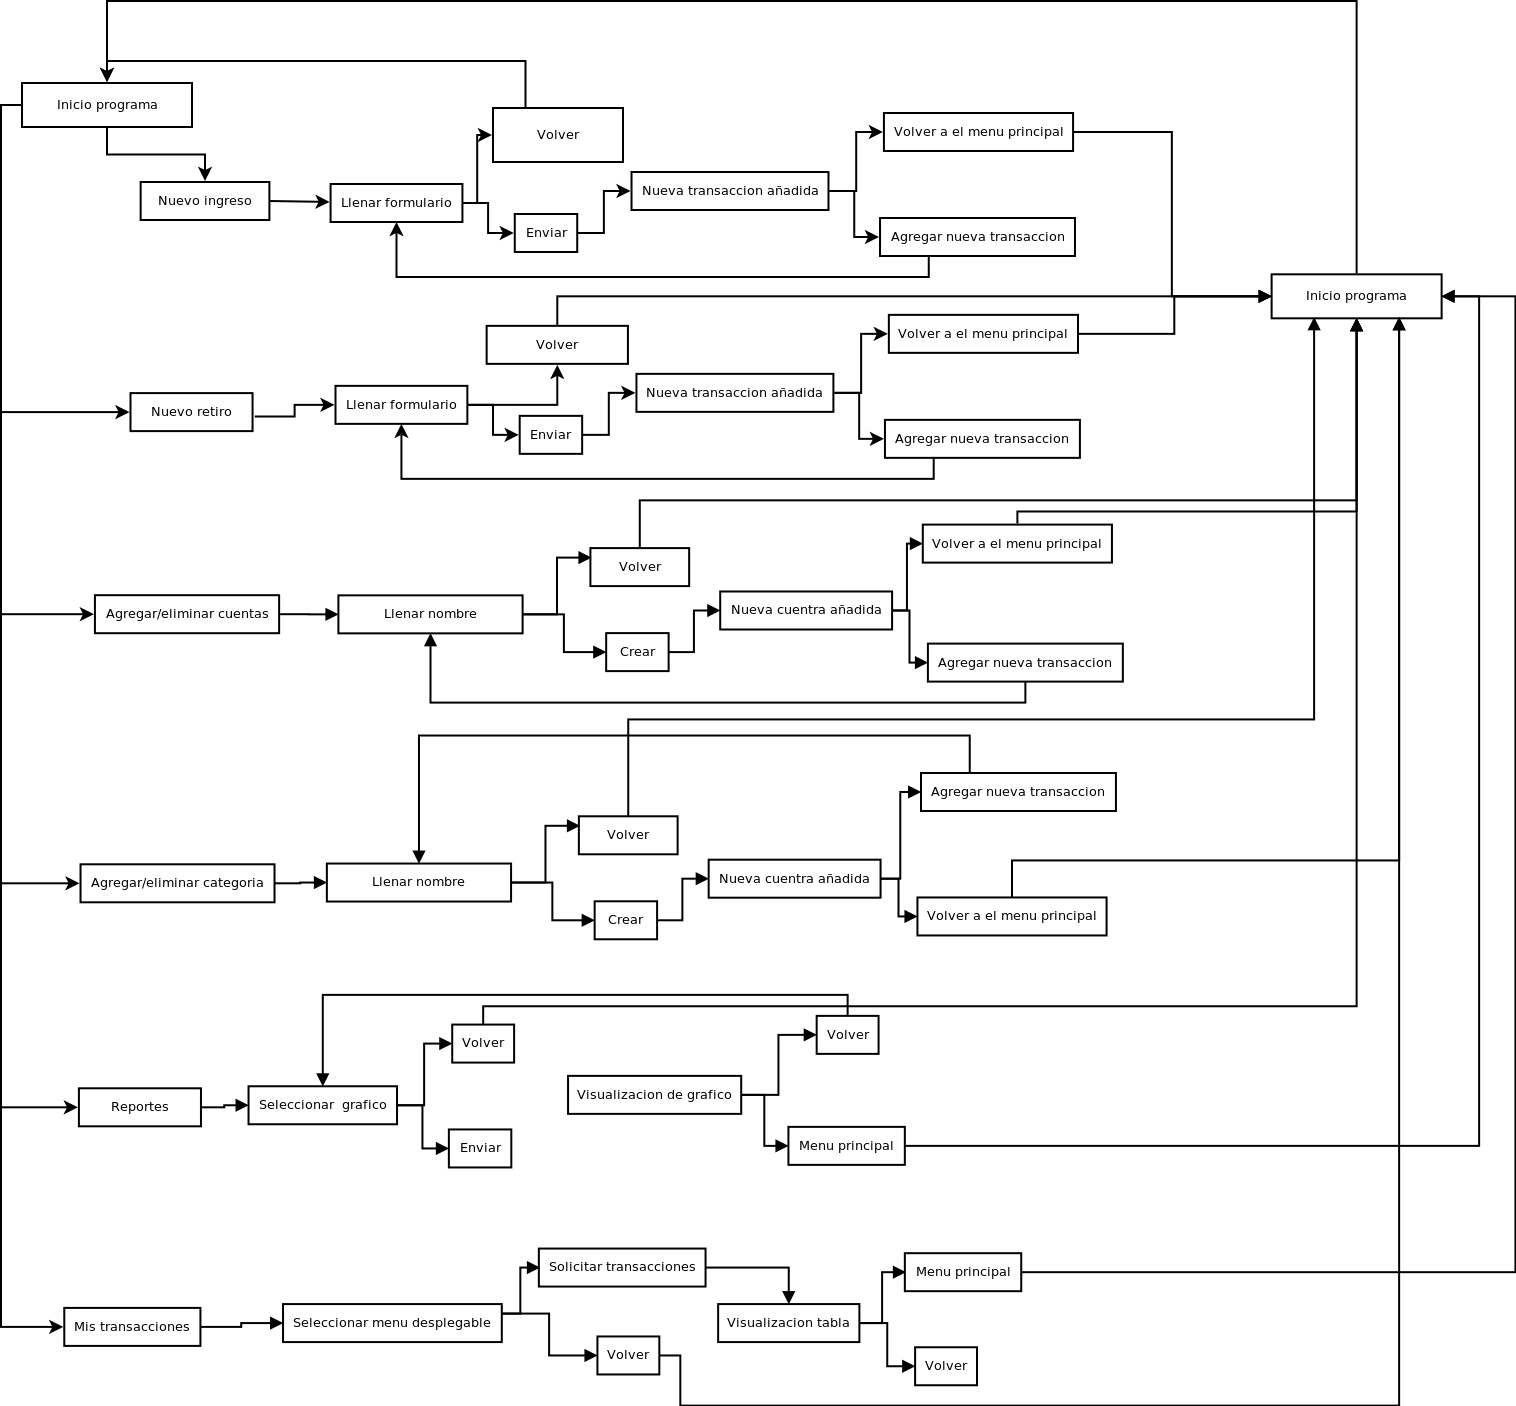 Inicio programa
Volver
Volver a el menu principal
Nueva transaccion añadida
Nuevo ingreso
Llenar formulario
Enviar
Agregar nueva transaccion
Inicio programa
Volver a el menu principal
Volver
Nueva transaccion añadida
Llenar formulario
Nuevo retiro
Enviar
Agregar nueva transaccion
Volver a el menu principal
Volver
Agregar/eliminar cuentas
Llenar nombre
Nueva cuentra añadida
Crear
Agregar nueva transaccion
Agregar nueva transaccion
Volver
Agregar/eliminar categoria
Llenar nombre
Nueva cuentra añadida
Crear
Volver a el menu principal
Volver
Volver
Visualizacion de grafico
Reportes
Seleccionar  grafico
Enviar
Menu principal
Solicitar transacciones
Menu principal
Mis transacciones
Seleccionar menu desplegable
Visualizacion tabla
Volver
Volver